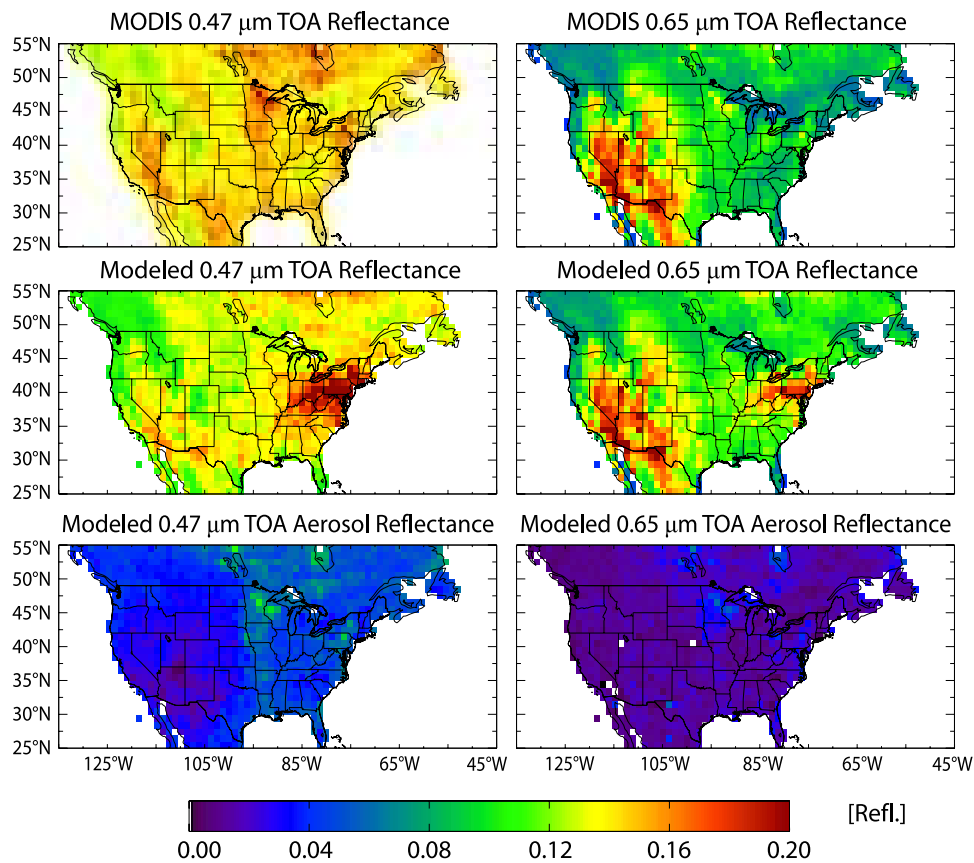 MODIS 0.47 μm TOA Reflectance
MODIS 0.65 μm TOA Reflectance
55°N
50°N
45°N
40°N
35°N
30°N
25°N
Modeled 0.47 μm TOA Reflectance
Modeled 0.65 μm TOA Reflectance
55°N
50°N
45°N
40°N
35°N
30°N
25°N
Modeled 0.47 μm TOA Aerosol Reflectance
Modeled 0.65 μm TOA Aerosol Reflectance
55°N
50°N
45°N
40°N
35°N
30°N
25°N
125°W 105°W 85°W 65°W 125°W 105°W 85°W 65°W 45°W
[Refl.]
0.00 0.04 0.08 0.12 0.16 0.20